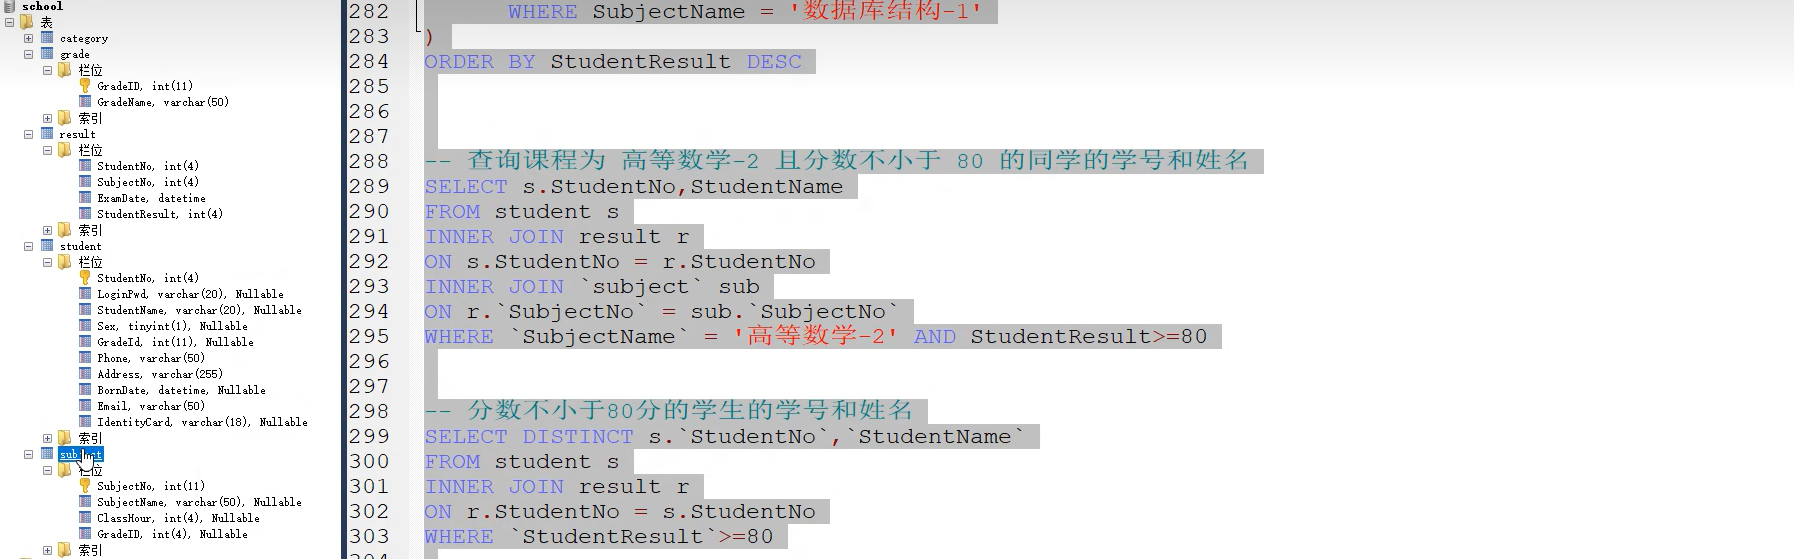 school
表
category
grade
栏位
GradeID, int(11)
GradeName, varchar(50)
索引
result
栏位
StudentNo, int(4)
SubjectNo, int(4)
ExamDate, datetime
StudentResult, int(4)
索引
student
栏位
StudentNo, int(4)
LoginPwd, varchar(20), Nullable
StudentName, varchar(20), Nullable
Sex, tinyint(1), Nullable
GradeId, int(11), Nullable
Phone, varchar(50)
Address, varchar(255)
BornDate, datetime, Nullable
Email, varchar(50)
IdentityCard, varchar(18), Nullable
索引
subject
栏位
SubjectNo, int(11)
SubjectName, varchar(50), Nullable
ClassHour, int(4), Nullable
GradeID, int(4), Nullable
索引
282 WHERE SubjectName = '数据库结构-1'
283 )
284 ORDER BY StudentResult DESC
285
286
287
288 -- 查询课程为 高等数学-2 且分数不小于 80 的同学的学号和姓名
289 SELECT s.StudentNo,StudentName
290 FROM student s
291 INNER JOIN result r
292 ON s.StudentNo = r.StudentNo
293 INNER JOIN `subject` sub
294 ON r.`SubjectNo` = sub.`SubjectNo`
295 WHERE `SubjectName` = '高等数学-2' AND StudentResult>=80
296
297
298 -- 分数不小于80分的学生的学号和姓名
299 SELECT DISTINCT s.`StudentNo`,`StudentName`
300 FROM student s
301 INNER JOIN result r
302 ON r.StudentNo = s.StudentNo
303 WHERE `StudentResult`>=80